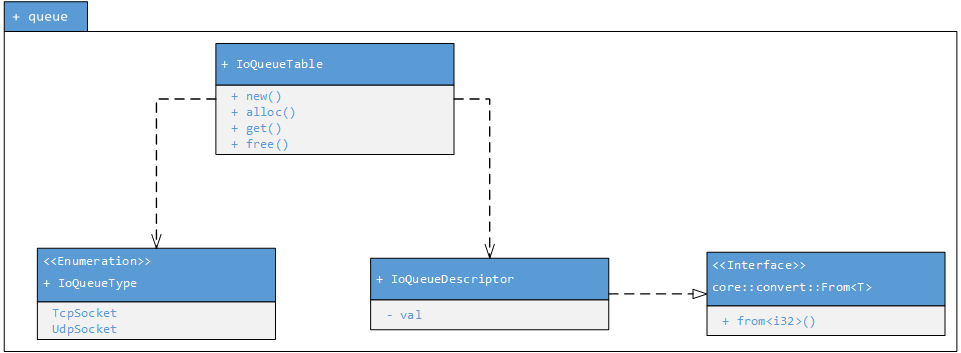 + queue
+ IoQueueTable
+ new()
+ alloc()
+ get()
+ free()
<<Enumeration>>
+ IoQueueType
TcpSocket
UdpSocket
+ IoQueueDescriptor
- val
<<Interface>>
core::convert::From<T>
+ from<i32>()